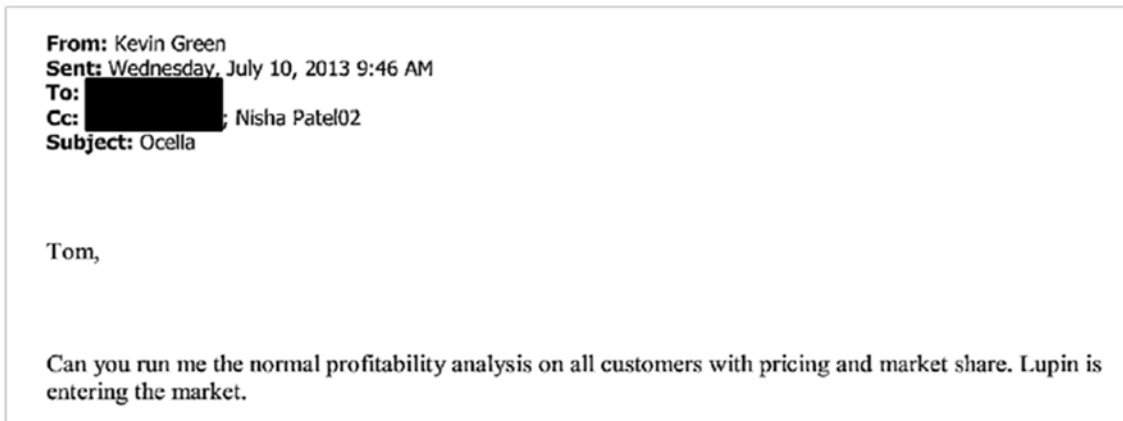 From: Kevin Green
Sent: Wednesday, July 10, 2013 9:46 AM
To:
Cc: ; Nisha Patel02
Subject: Ocella
Tom,
Can you run me the normal profitability analysis on all customers with pricing and market share. Lupin is
entering the market.